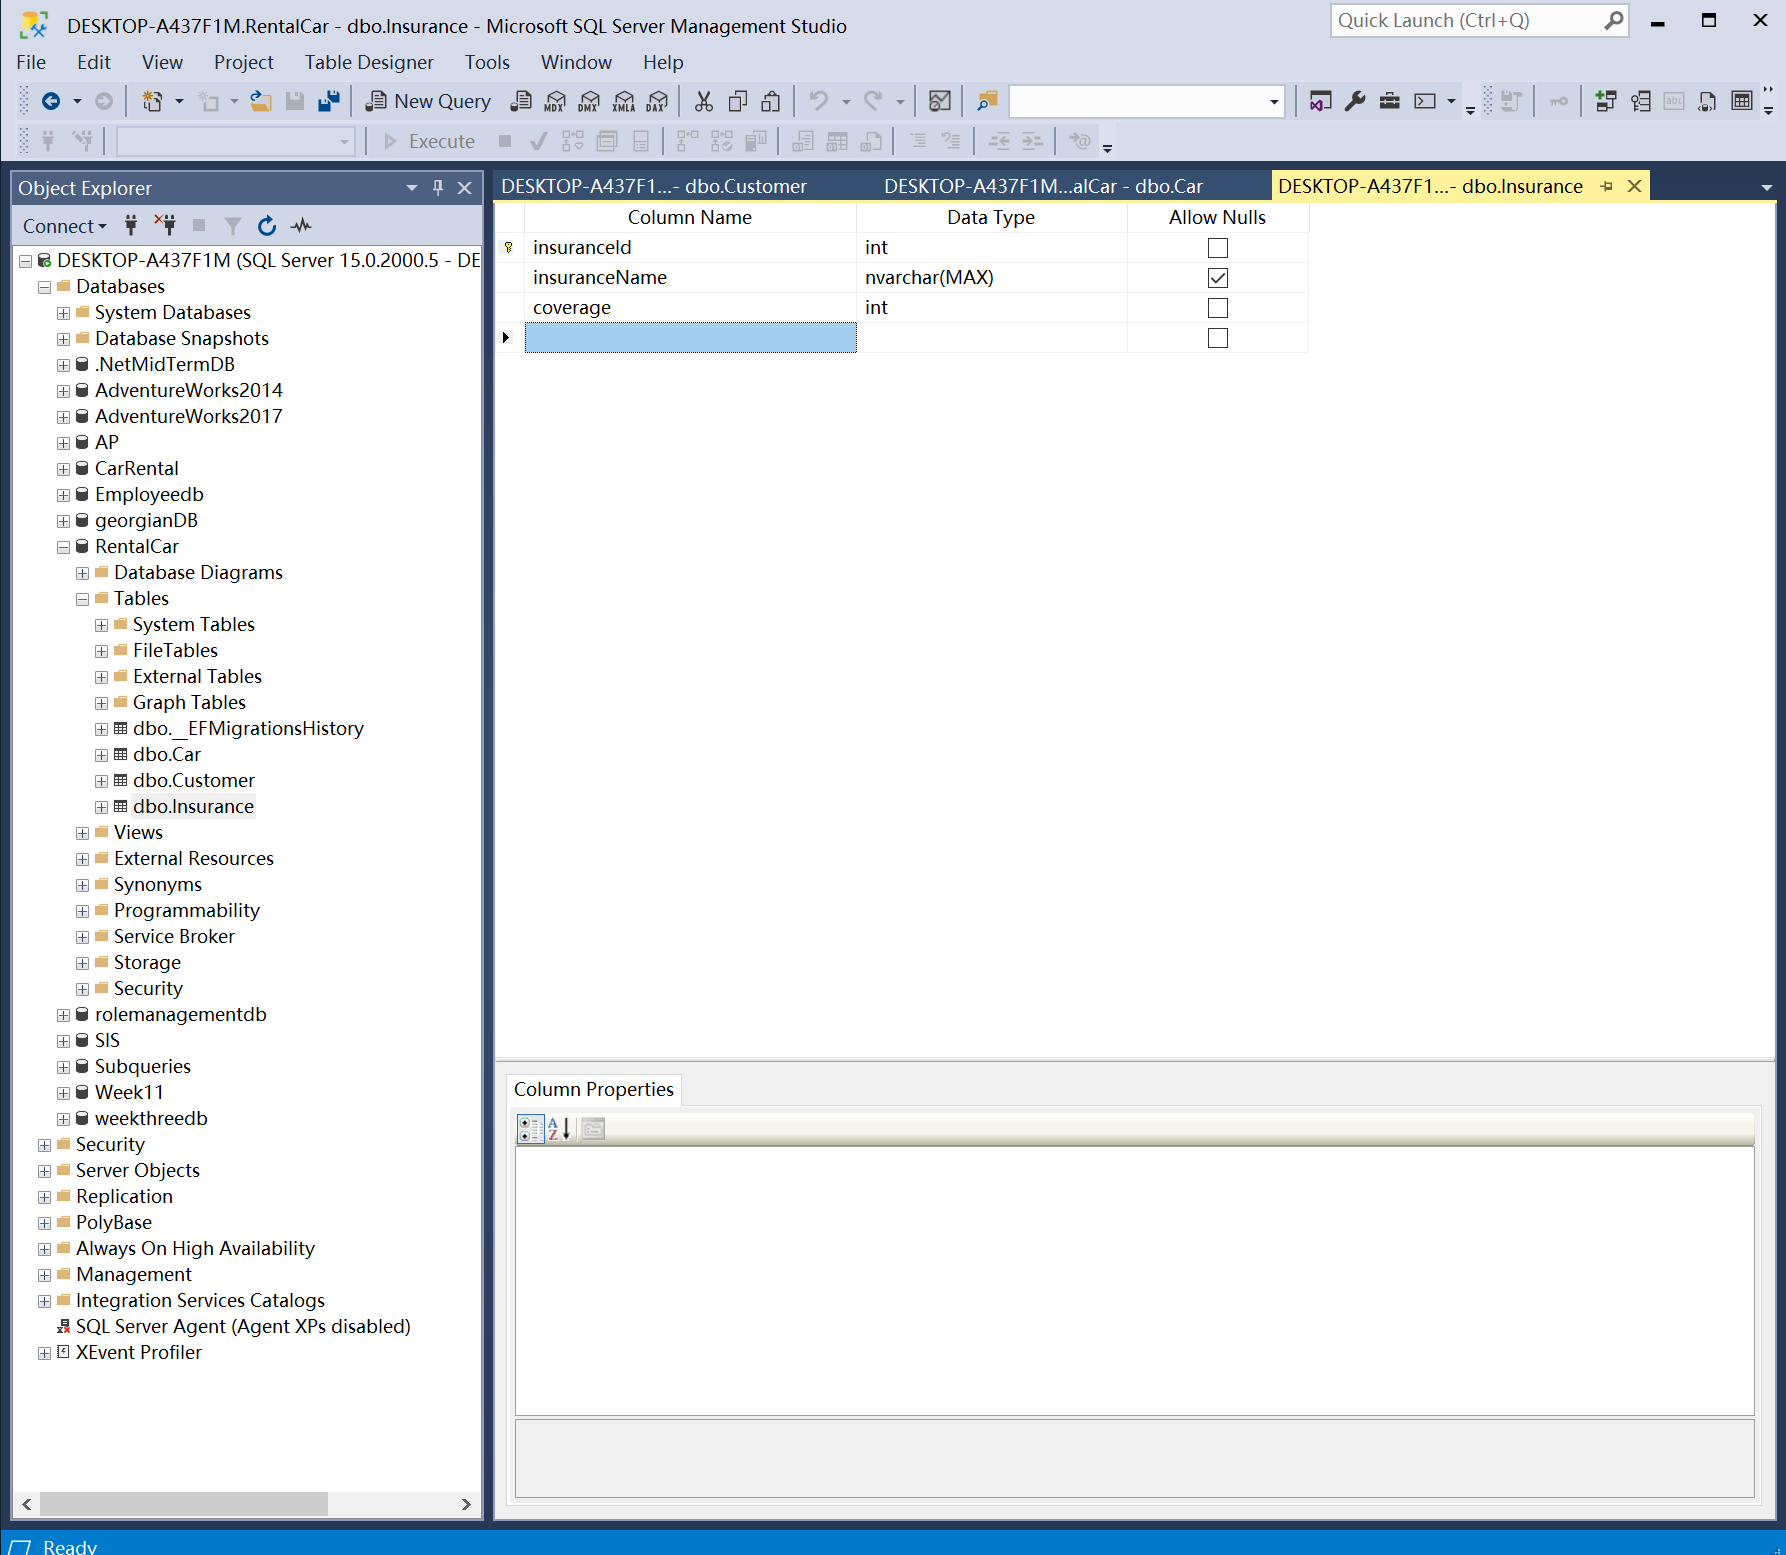 DESKTOP-A437F1M.RentalCar - dbo.Insurance - Microsoft SQL Server Management Studio
Quick Launch (Ctrl+Q)
File Edit View Project Table Designer Tools Window Help
New Query MDX DMX XMLA DAX
Execute
Object Explorer
Connect
DESKTOP-A437F1M (SQL Server 15.0.2000.5 - DE
Databases
System Databases
Database Snapshots
.NetMidTermDB
AdventureWorks2014
AdventureWorks2017
AP
CarRental
Employeedb
georgianDB
RentalCar
Database Diagrams
Tables
System Tables
FileTables
External Tables
Graph Tables
dbo.__EFMigrationsHistory
dbo.Car
dbo.Customer
dbo.Insurance
Views
External Resources
Synonyms
Programmability
Service Broker
Storage
Security
rolemanagementdb
SIS
Subqueries
Week11
weekthreedb
Security
Server Objects
Replication
PolyBase
Always On High Availability
Management
Integration Services Catalogs
SQL Server Agent (Agent XPs disabled)
XEvent Profiler
DESKTOP-A437F1...- dbo.Customer DESKTOP-A437F1M...alCar - dbo.Car DESKTOP-A437F1...- dbo.Insurance
Column Name Data Type Allow Nulls
insuranceId int
insuranceName nvarchar(MAX)
coverage int
Column Properties
Ready